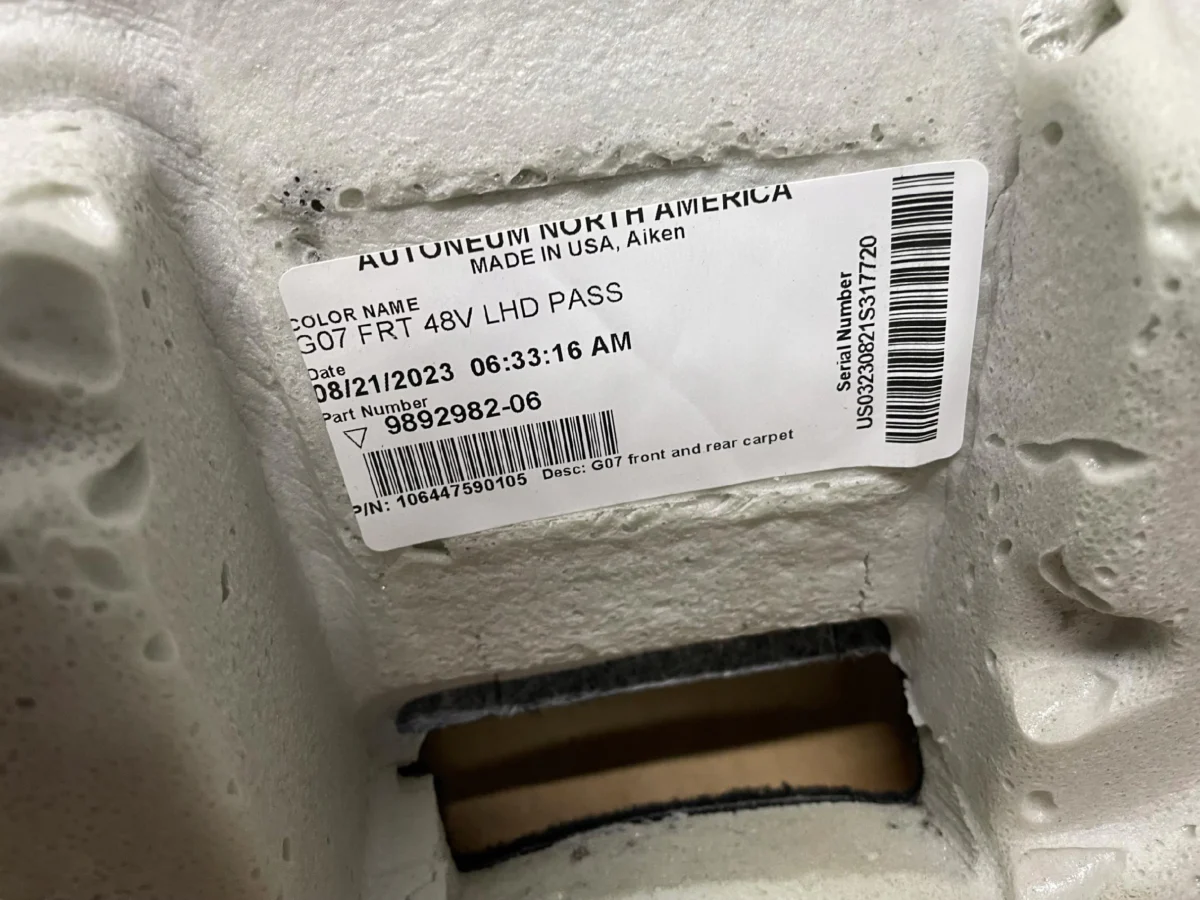 AUTONEUM NORTH AMERICA
MADE IN USA, Aiken
COLOR NAME
G07 FRT 48V LHD PASS
Date
08/21/2023 06:33:16 AM
Part Number
9892982-06
P/N: 106447590105 Desc: G07 front and rear carpet
Serial Number
US03230821S317720